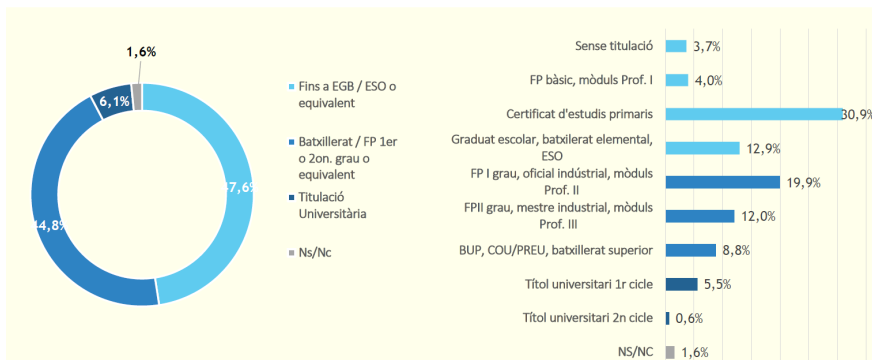 1,6%
6,1%
47,6%
44,8%
Fins a EGB / ESO o
equivalent
Batxillerat / FP 1er
o 2on. grau o
equivalent
Titulació
Universitària
Ns/Nc
Sense titulació
3,7%
FP bàsic, mòduls Prof. I
4,0%
Certificat d'estudis primaris
30,9%
Graduat escolar, batxilerat elemental,
ESO
12,9%
FP I grau, oficial indústrial, mòduls
Prof. II
19,9%
FPII grau, mestre industrial, mòduls
Prof. III
12,0%
BUP, COU/PREU, batxillerat superior
8,8%
Títol universitari 1r cicle
5,5%
Títol universitari 2n cicle
0,6%
NS/NC
1,6%